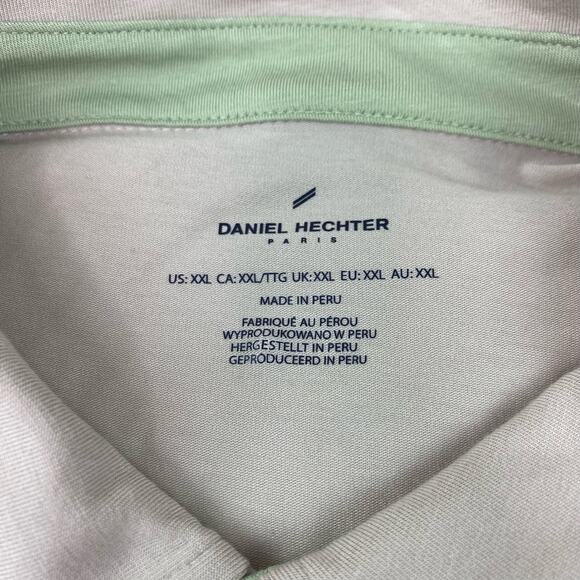 DANIEL HECHTER
PARIS
US: XXL CA: XXL/TTG UK: XXL EU: XXL AU: XXL
MADE IN PERU
FABRIQUÉ AU PÉROU
WYPRODUKOWANO W PERU
HERGESTELLT IN PERU
GEPRODUCEERD IN PERU